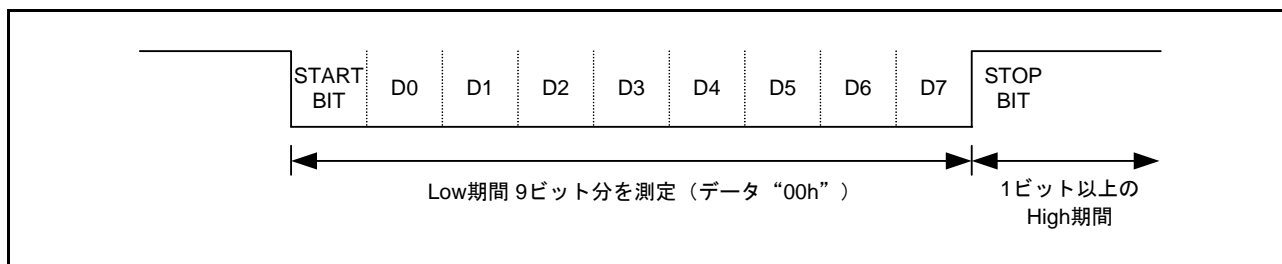 START
BIT
D0
D1
D2
D3
D4
D5
D6
D7
STOP
BIT
Low期間 9ビット分を測定（データ“00h”）
1ビット以上の
High期間